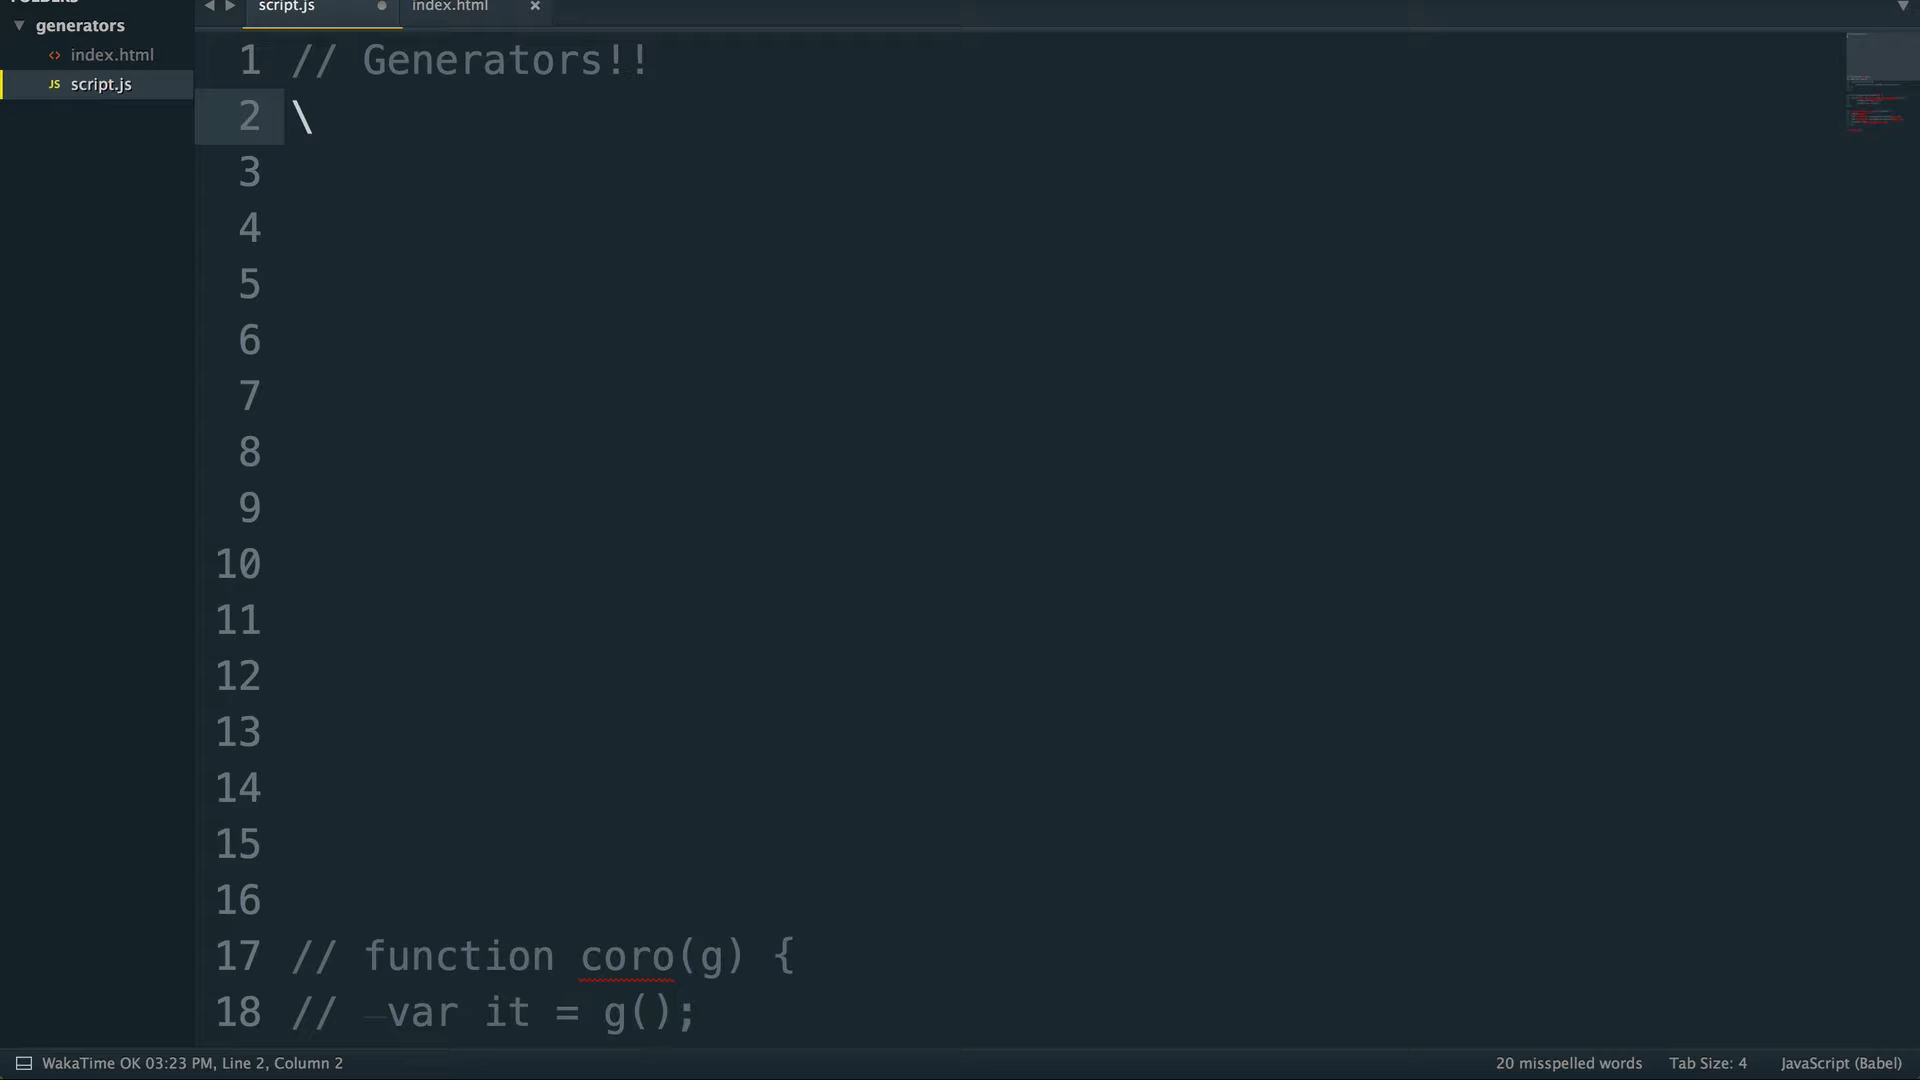 FOLDERS
generators
<> index.html
JS script.js
script.js
index.html
1 // Generators!!
2 \
3
4
5
6
7
8
9
10
11
12
13
14
15
16
17 // function coro(g) {
18 // var it = g();
WakaTime OK 03:23 PM, Line 2, Column 2
20 misspelled words
Tab Size: 4
JavaScript (Babel)